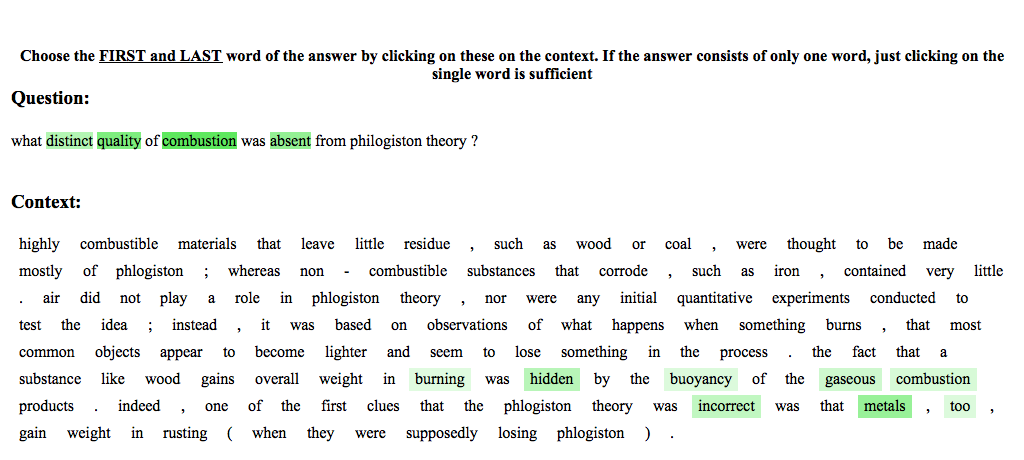 Choose the FIRST and LAST word of the answer by clicking on these on the context. If the answer consists of only one word, just clicking on the
single word is sufficient
Question:
what distinct quality of combustion was absent from philogiston theory ?
Context:
highly combustible materials that leave little residue , such as wood or coal , were thought to be made
mostly of phlogiston ; whereas non - combustible substances that corrode , such as iron , contained very little
. air did not play a role in phlogiston theory , nor were any initial quantitative experiments conducted to
test the idea ; instead , it was based on observations of what happens when something burns , that most
common objects appear to become lighter and seem to lose something in the process . the fact that a
substance like wood gains overall weight in burning was hidden by the buoyancy of the gaseous combustion
products . indeed , one of the first clues that the phlogiston theory was incorrect was that metals , too ,
gain weight in rusting ( when they were supposedly losing phlogiston ) .